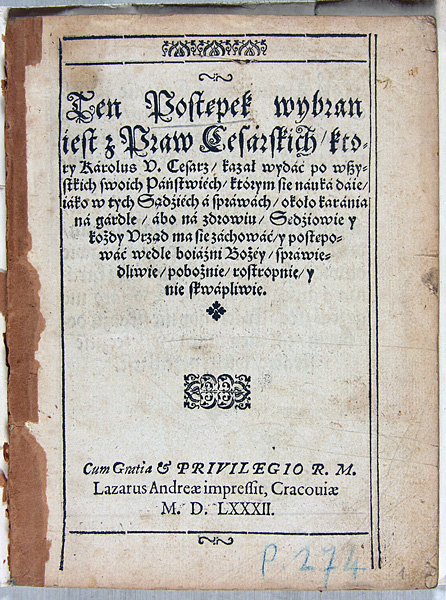 Ten Postępek wybran
iest z Praw Cesárskich / kto-
ry Károlus V. Cesarz / kazał wydáć po wszy-
stkich swoich Páństwiech / ktorym sie náuká dáie /
iáko w tych Sądziech á spráwách / około karánia
ná gárdle / ábo ná zdrowiu / Sędziowie y
kożdy Vrząd ma sie záchowáć / y postępo-
wáć wedle boiáźni Bożey / spráwie-
dliwie / pobożnie / rostropnie / y
nie skwápliwie.
Cum Gratia & PRIVILEGIO R. M.
Lazarus Andreæ impressit, Cracouiæ
M. D. LXXXII.
P. 274